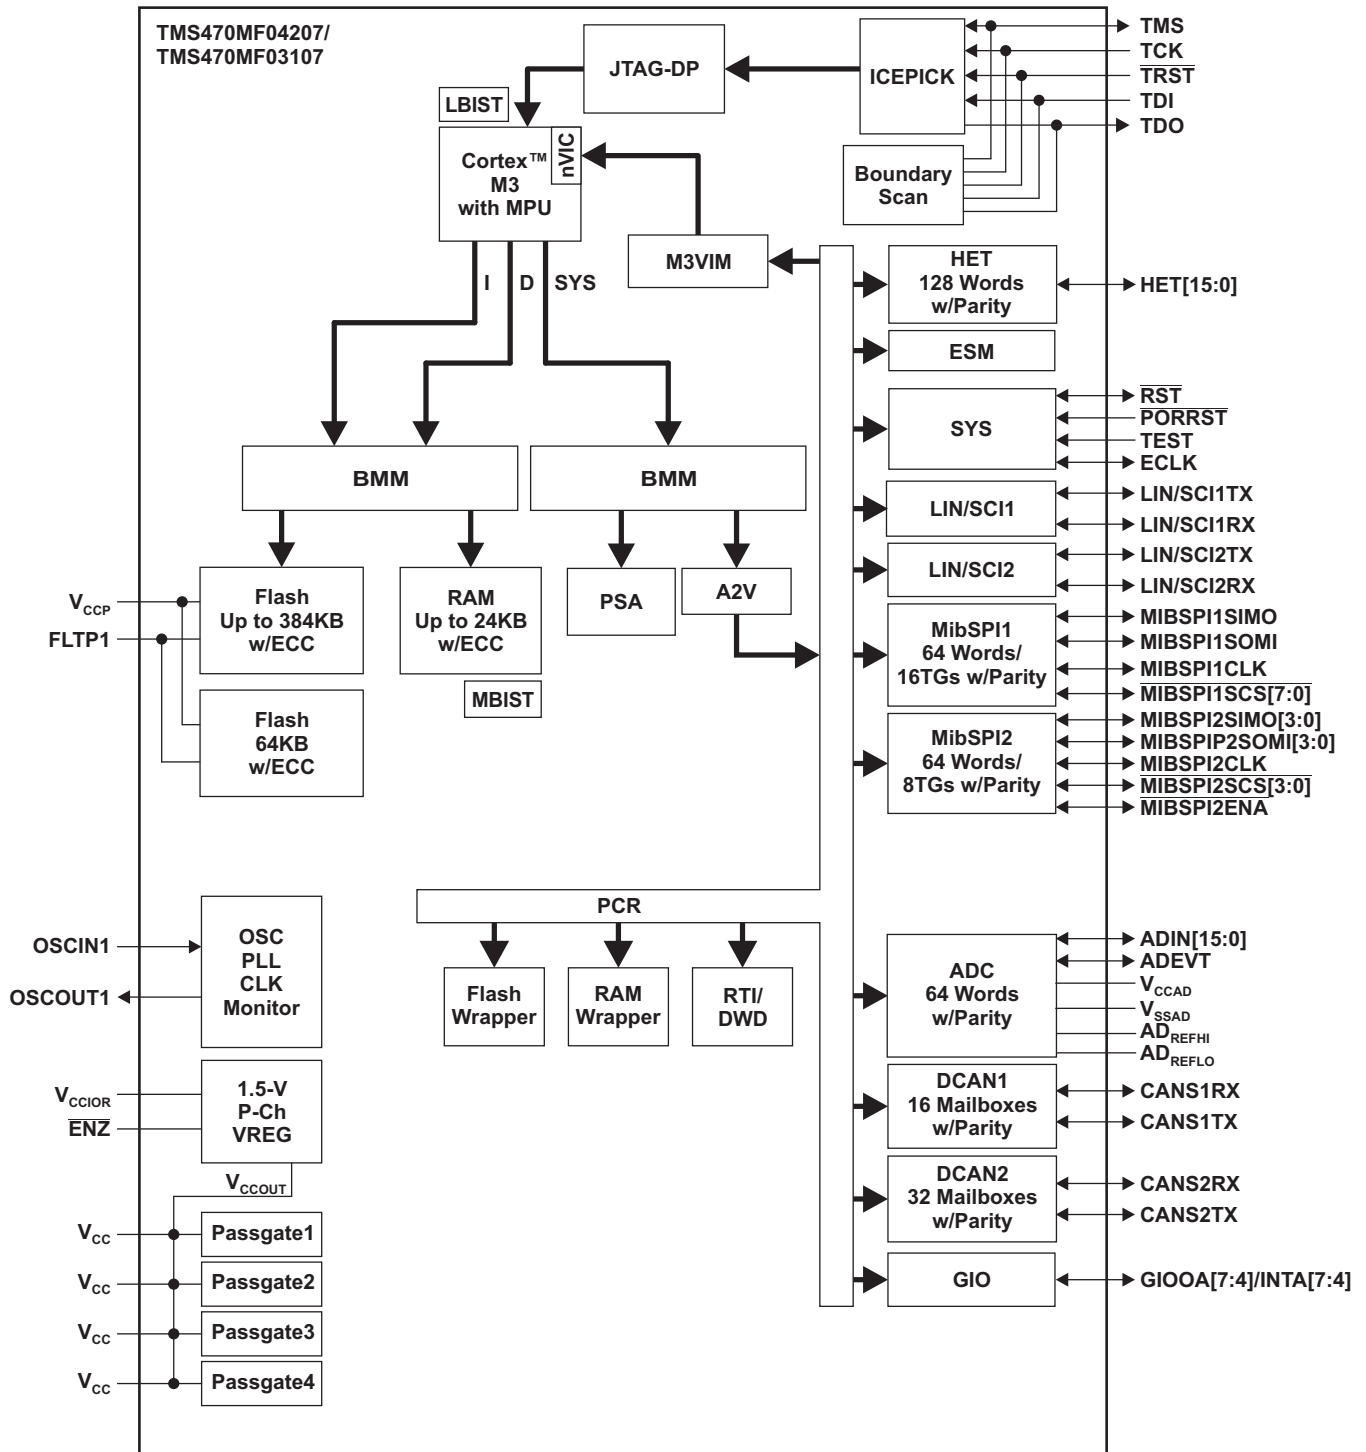 TMS470MF04207/
TMS470MF03107
JTAG-DP
ICEPICK
TMS
TCK
TRST
TDI
TDO
LBIST
Cortex™
M3
with MPU
nVIC
Boundary
Scan
M3VIM
I
D
SYS
HET
128 Words
w/Parity
HET[15:0]
ESM
SYS
RST
PORRST
TEST
ECLK
BMM
BMM
LIN/SCI1
LIN/SCI1TX
LIN/SCI1RX
LIN/SCI2
LIN/SCI2TX
LIN/SCI2RX
VCCP
FLTP1
Flash
Up to 384KB
w/ECC
RAM
Up to 24KB
w/ECC
PSA
A2V
MBIST
Flash
64KB
w/ECC
MibSPI1
64 Words/
16TGs w/Parity
MIBSPI1SIMO
MIBSPI1SOMI
MIBSPI1CLK
MIBSPI1SCS[7:0]
MibSPI2
64 Words/
8TGs w/Parity
MIBSPI2SIMO[3:0]
MIBSPIP2SOMI[3:0]
MIBSPI2CLK
MIBSPI2SCS[3:0]
MIBSPI2ENA
PCR
OSCIN1
OSCOUT1
OSC
PLL
CLK
Monitor
Flash
Wrapper
RAM
Wrapper
RTI/
DWD
ADC
64 Words
w/Parity
ADIN[15:0]
ADEVT
VCCAD
VSSAD
ADREFHI
ADREFLO
VCCIOR
ENZ
1.5-V
P-Ch
VREG
VCCOUT
DCAN1
16 Mailboxes
w/Parity
CANS1RX
CANS1TX
DCAN2
32 Mailboxes
w/Parity
CANS2RX
CANS2TX
VCC
Passgate1
VCC
Passgate2
VCC
Passgate3
VCC
Passgate4
GIO
GIOOA[7:4]/INTA[7:4]